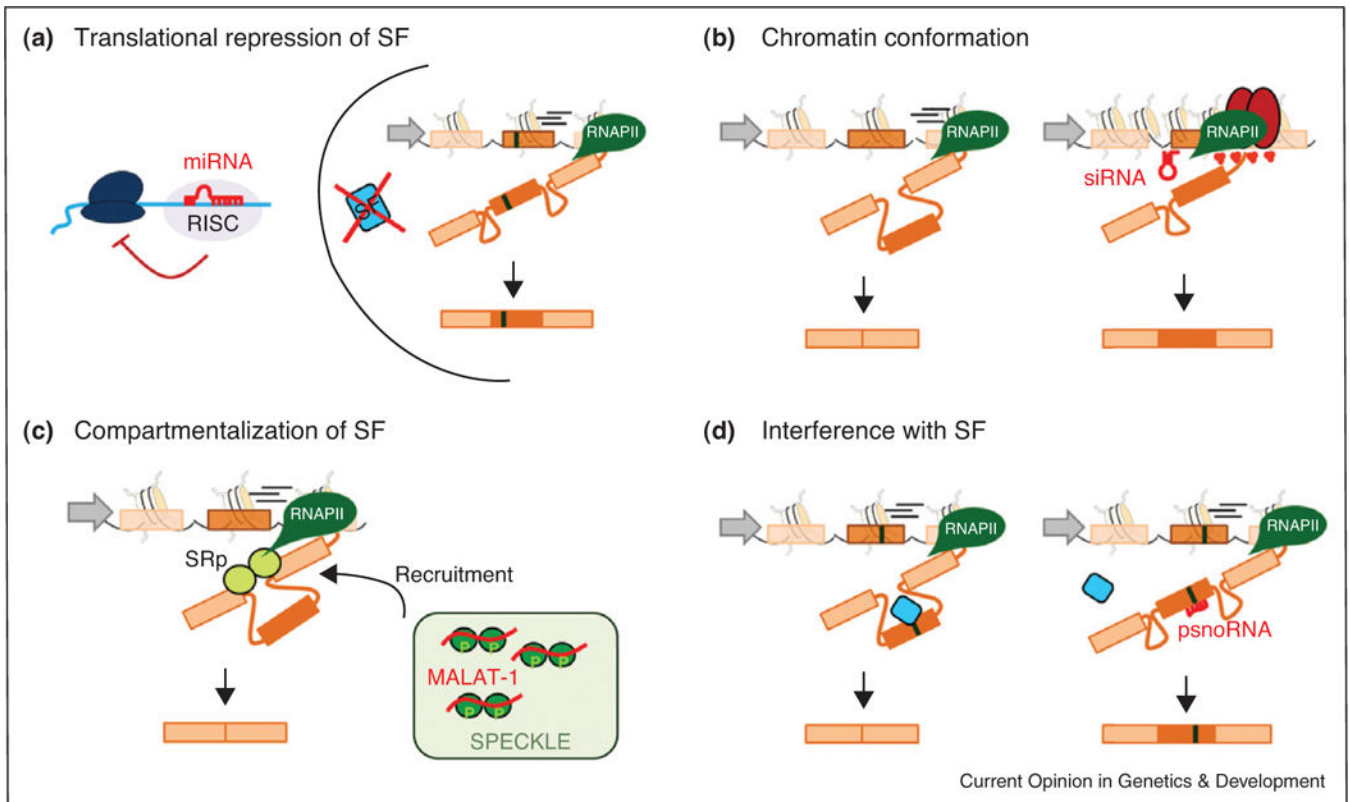 (a) Translational repression of SF
miRNA
RISC
SF
RNAPII
(b) Chromatin conformation
RNAPII
siRNA
RNAPII
(c) Compartmentalization of SF
RNAPII
SRp
Recruitment
P P
P P
MALAT-1
P P
SPECKLE
(d) Interference with SF
RNAPII
RNAPII
psnoRNA
Current Opinion in Genetics & Development